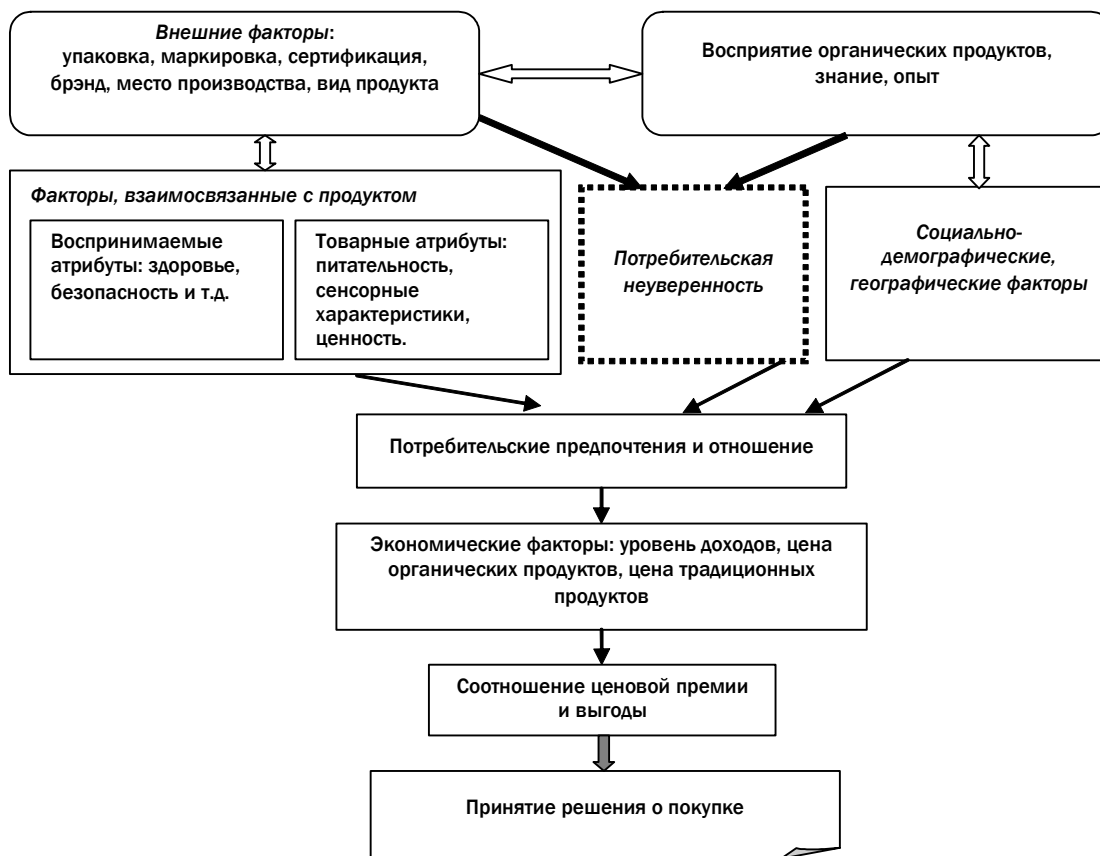 Внешние факторы:
упаковка, маркировка, сертификация,
брэнд, место производства, вид продукта
Восприятие органических продуктов,
знание, опыт
Факторы, взаимосвязанные с продуктом
Воспринимаемые
атрибуты: здоровье,
безопасность и т.д.
Товарные атрибуты:
питательность,
сенсорные
характеристики,
ценность.
Потребительская
неуверенность
Социально-
демографические,
географические факторы
Потребительские предпочтения и отношение
Экономические факторы: уровень доходов, цена
органических продуктов, цена традиционных
продуктов
Соотношение ценовой премии
и выгоды
Принятие решения о покупке